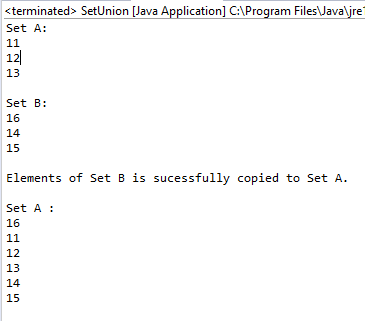 <terminated> SetUnion [Java Application] C:\Program Files\Java\jre7
Set A:
11
12
13
Set B:
16
14
15
Elements of Set B is sucessfully copied to Set A.
Set A :
16
11
12
13
14
15